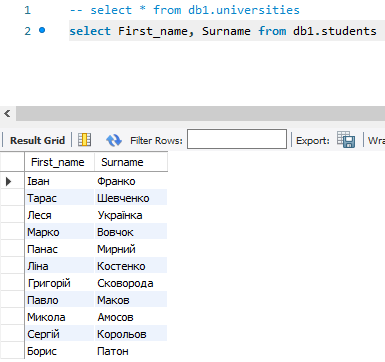 1 -- select * from db1.universities
2 select First_name, Surname from db1.students
Result Grid Filter Rows: Export: Wra
First_name Surname
Іван Франко
Тарас Шевченко
Леся Українка
Марко Вовчок
Панас Мирний
Ліна Костенко
Григорій Сковорода
Павло Маков
Микола Амосов
Сергій Корольов
Борис Патон